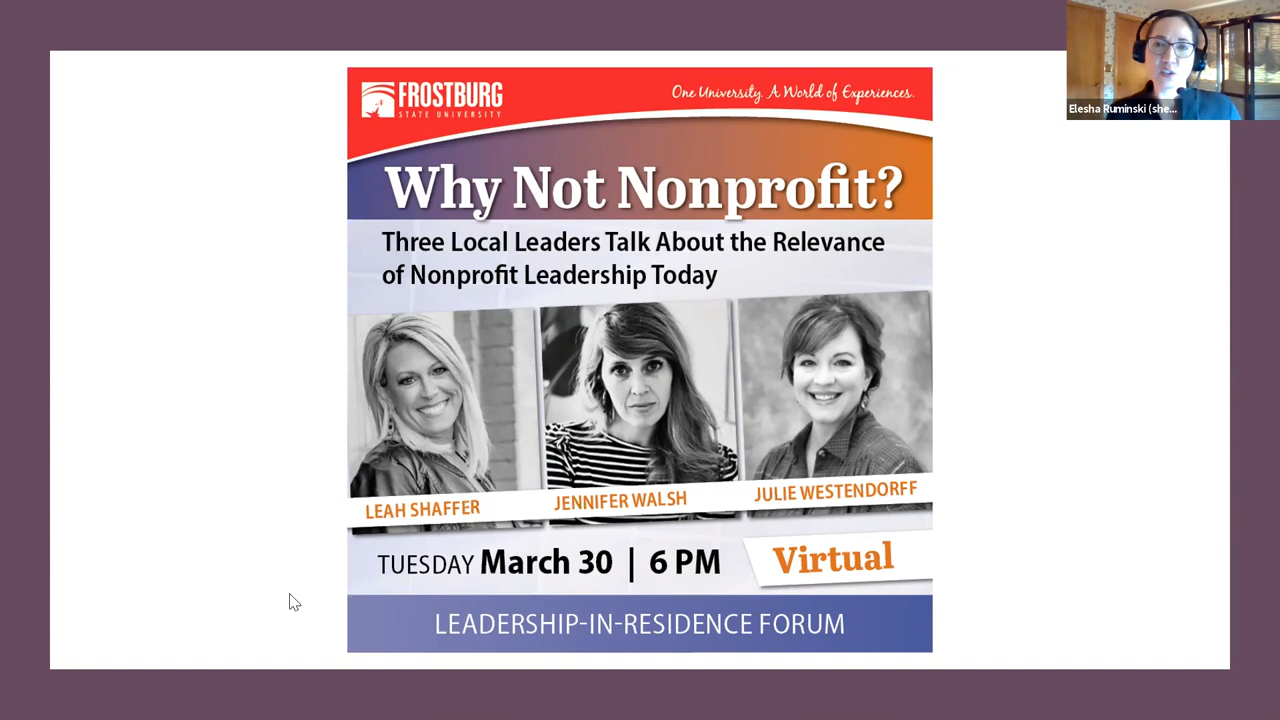 FROSTBURG
STATE UNIVERSITY
One University. A World of Experiences.
Elesha Ruminski (she...
Why Not Nonprofit?
Three Local Leaders Talk About the Relevance
of Nonprofit Leadership Today
LEAH SHAFFER
JENNIFER WALSH
JULIE WESTENDORFF
TUESDAY March 30 | 6 PM
Virtual
LEADERSHIP-IN-RESIDENCE FORUM